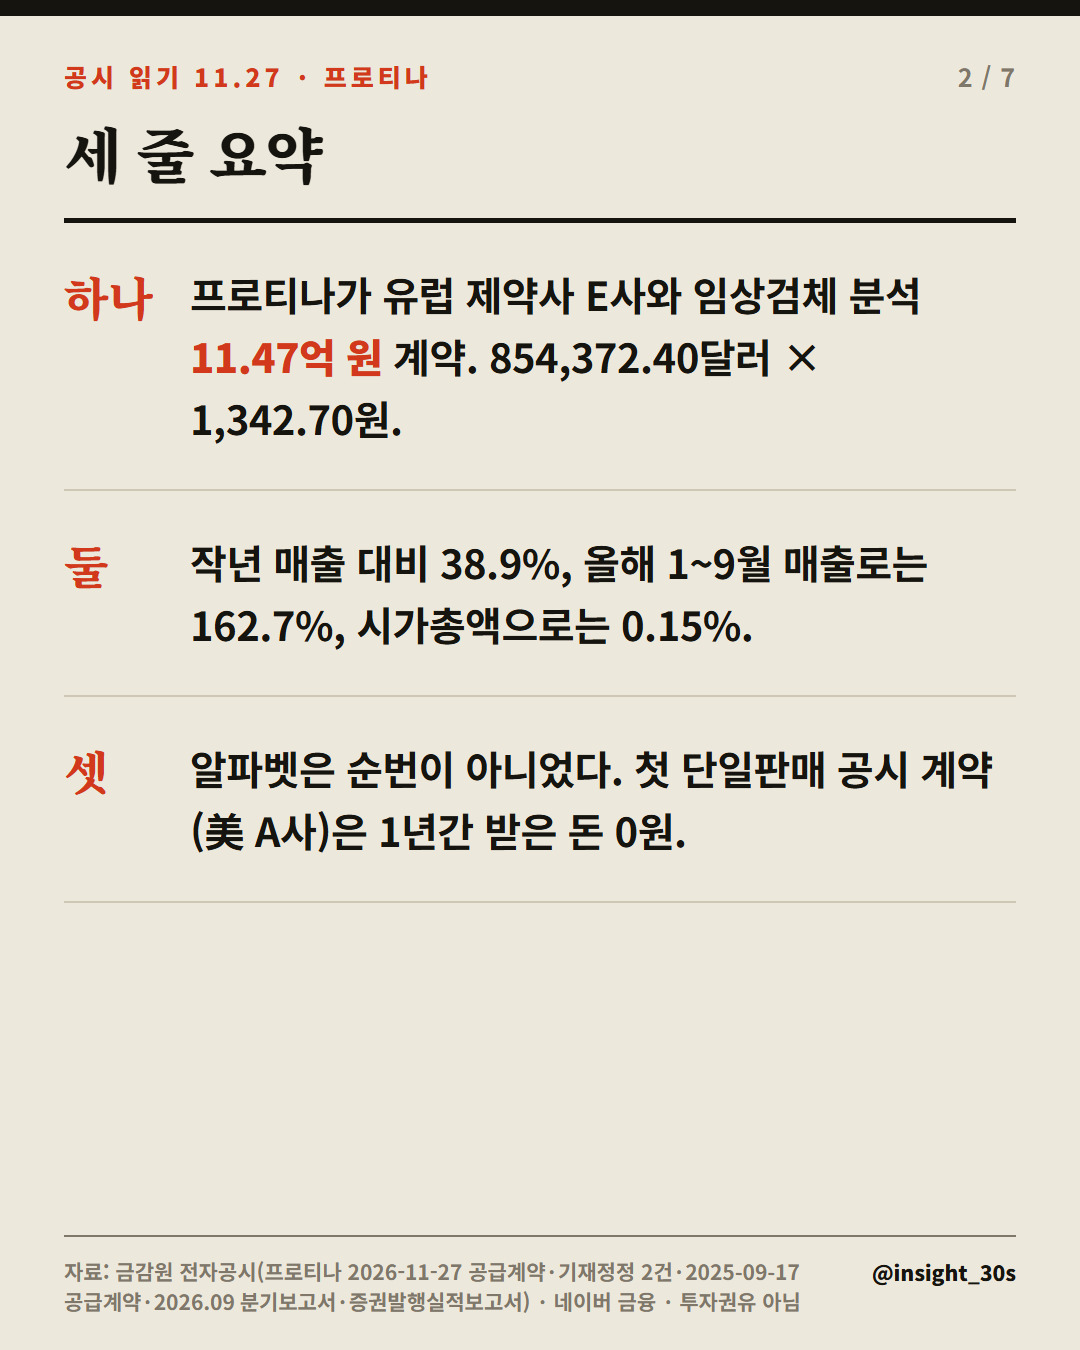 공시 읽기 11.27 · 프로티나
2 / 7
세 줄 요약
하나
프로티나가 유럽 제약사 E사와 임상검체 분석
11.47억 원 계약. 854,372.40달러 ×
1,342.70원.
둘
작년 매출 대비 38.9%, 올해 1~9월 매출로는
162.7%, 시가총액으로는 0.15%.
셋
알파벳은 순번이 아니었다. 첫 단일판매 공시 계약
(美 A사)은 1년간 받은 돈 0원.
자료: 금감원 전자공시(프로티나 2026-11-27 공급계약·기재정정 2건·2025-09-17
공급계약·2026.09 분기보고서·증권발행실적보고서) · 네이버 금융 · 투자권유 아님
@insight_30s